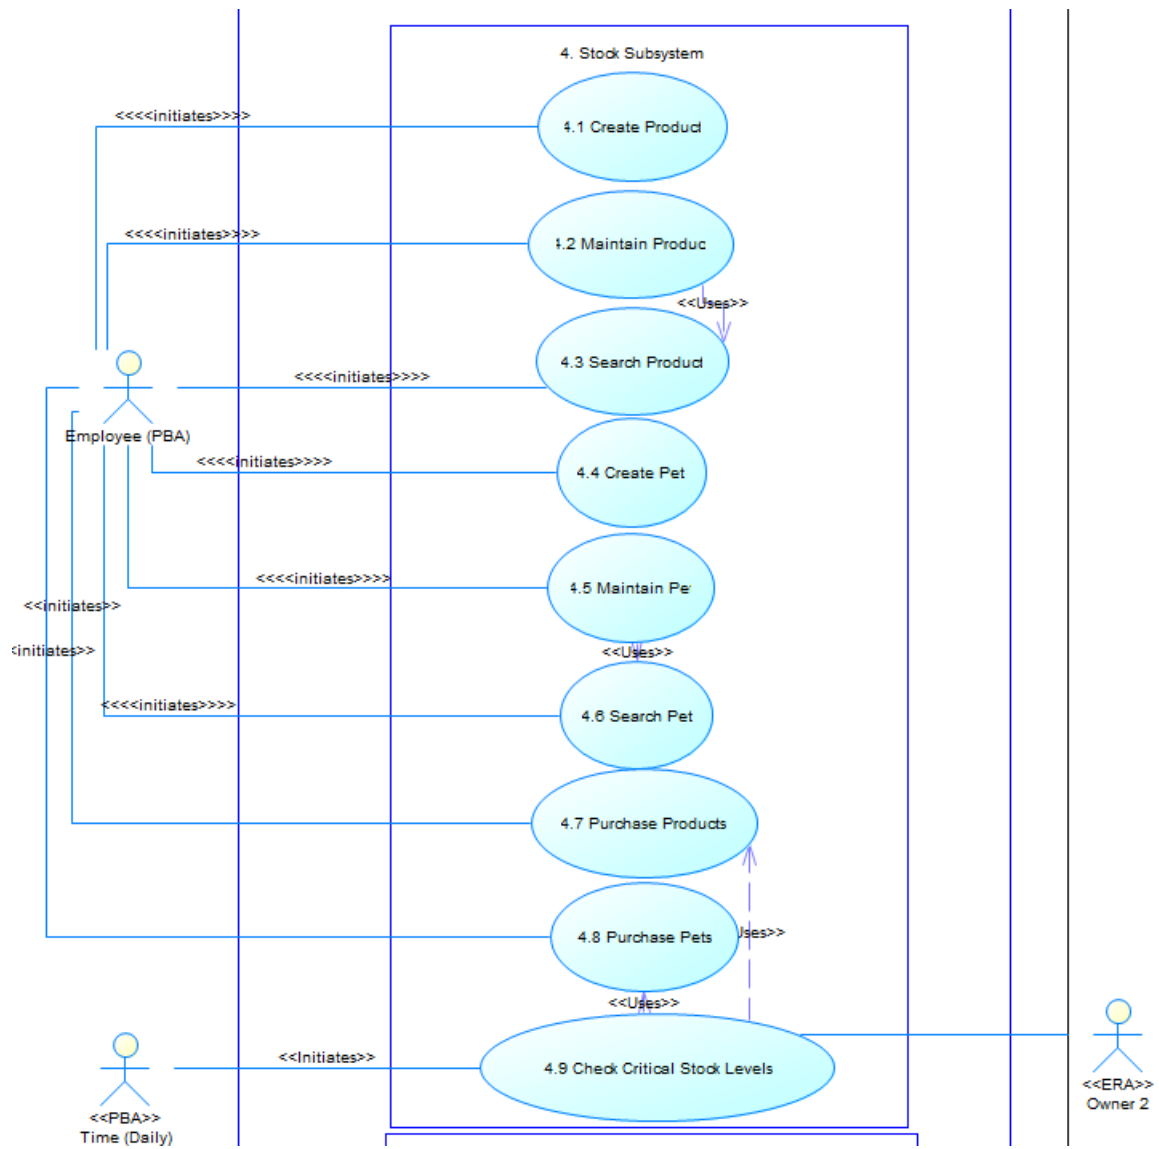 4. Stock Subsystem
<<<<initiates>>>>
4.1 Create Product
<<<<initiates>>>>
4.2 Maintain Produc
<<Uses>>
4.3 Search Product
<<<<initiates>>>>
Employee (PBA)
<<<<initiates>>>>
4.4 Create Pet
<<<<initiates>>>>
4.5 Maintain Pe
<<initiates>>
<initiates>>
<<Uses>>
<<<<initiates>>>>
4.6 Search Pet
4.7 Purchase Products
4.8 Purchase Pets
Uses>>
<<Uses>>
<<Initiates>>
4.9 Check Critical Stock Levels
<<PBA>>
Time (Daily)
<<ERA>>
Owner 2